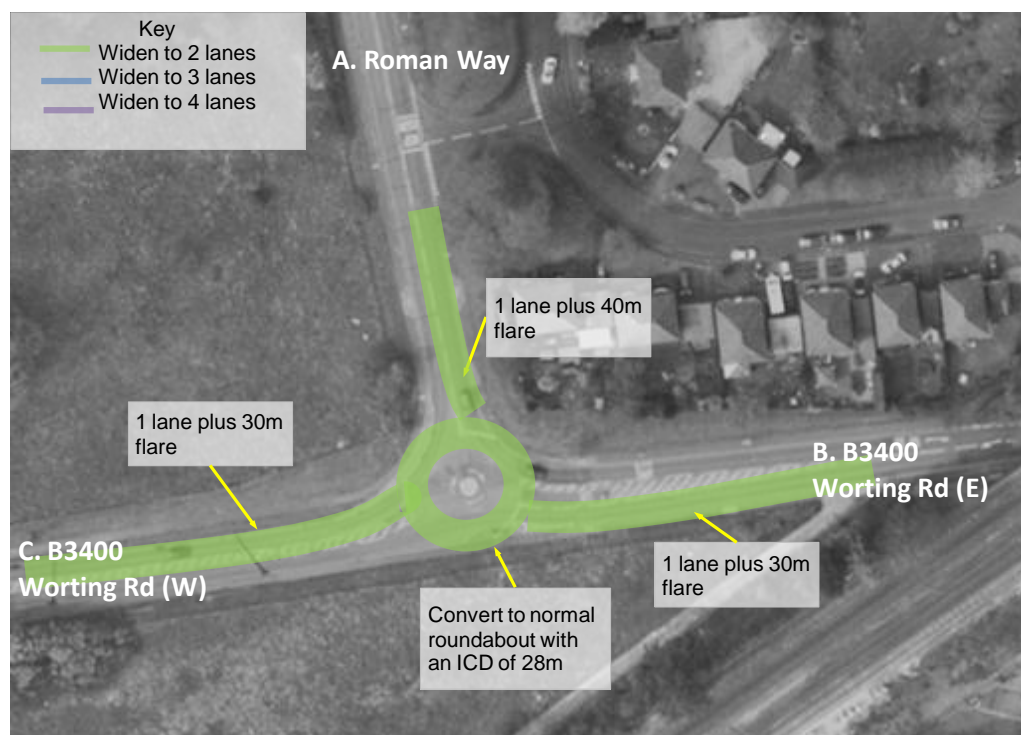 Key
Widen to 2 lanes
Widen to 3 lanes
Widen to 4 lanes
A. Roman Way
1 lane plus 40m
flare
1 lane plus 30m
flare
B. B3400
Worting Rd (E)
C. B3400
Worting Rd (W)
1 lane plus 30m
flare
Convert to normal
roundabout with
an ICD of 28m